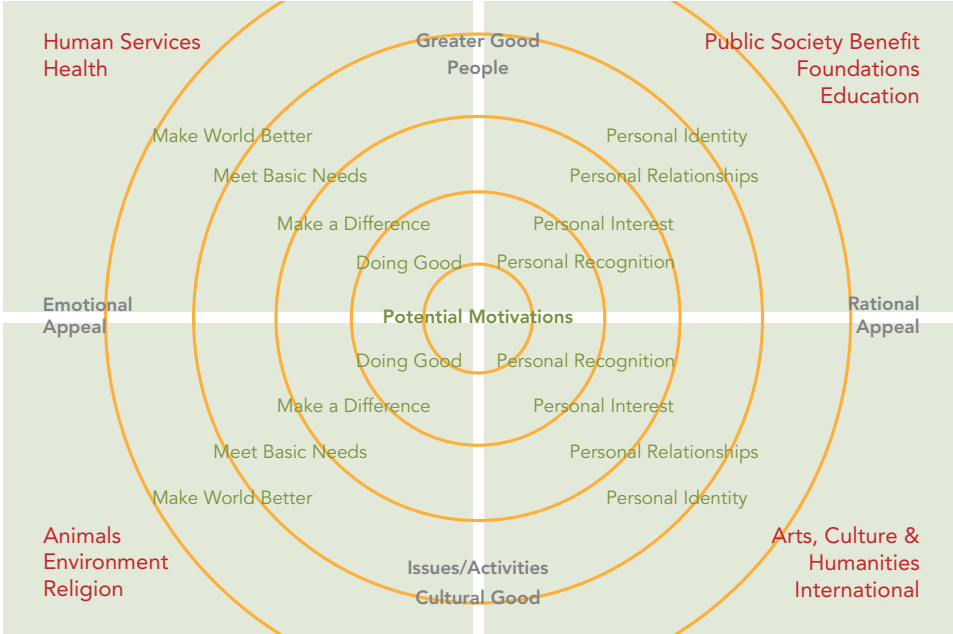 Human Services
Health
Greater Good
People
Public Society Benefit
Foundations
Education
Make World Better
Personal Identity
Meet Basic Needs
Personal Relationships
Make a Difference
Personal Interest
Doing Good
Personal Recognition
Emotional
Appeal
Potential Motivations
Rational
Appeal
Doing Good
Personal Recognition
Make a Difference
Personal Interest
Meet Basic Needs
Personal Relationships
Make World Better
Personal Identity
Animals
Environment
Religion
Issues/Activities
Cultural Good
Arts, Culture &
Humanities
International